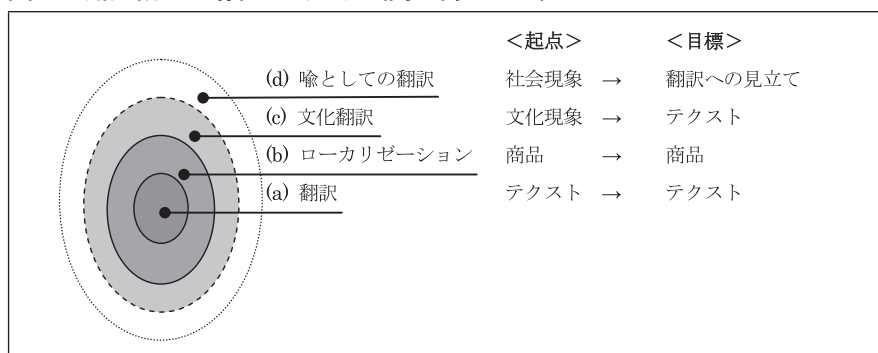 ＜起点＞ ＜目標＞
(d) 喩としての翻訳 社会現象 → 翻訳への見立て
(c) 文化翻訳 文化現象 → テクスト
(b) ローカリゼーション 商品 → 商品
(a) 翻訳 テクスト → テクスト